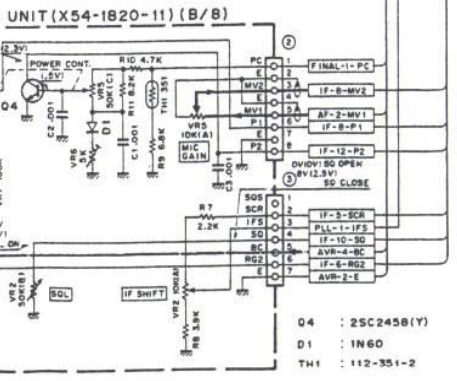 UNIT(X54-1820-11)(B/8)
②
POWER CONT.
R10 4.7K
PC 1 FINAL-1-PC
E 2
MV2 3 IF-8-MV2
E 4
MV1 5 AF-2-MV1
P1 6 IF-8-P1
E 7
P2 8 IF-12-P2
Q4
C2 .001
VR5 50K(C)
R11 8.2K
TH1 351
D1
VR6 5K
C1 .001
R9 6.8K
VR5 10K(A)
MIC GAIN
C3 .001
0V(0V) SQ OPEN
8V(2.5V) SQ CLOSE
③
SQS 1
SCR 2 IF-5-SCR
IFS 3 PLL-1-IFS
SQ 4 IF-10-SQ
BC 5 AVR-4-BC
RG2 6 IF-6-RG2
E 7 AVR-2-E
R7 2.2K
ON
VR2 50K(B)
SQL
IF SHIFT
VR2 10K(A)
R8 3.9K
Q4 : 2SC2458(Y)
D1 : 1N60
TH1 : 112-351-2